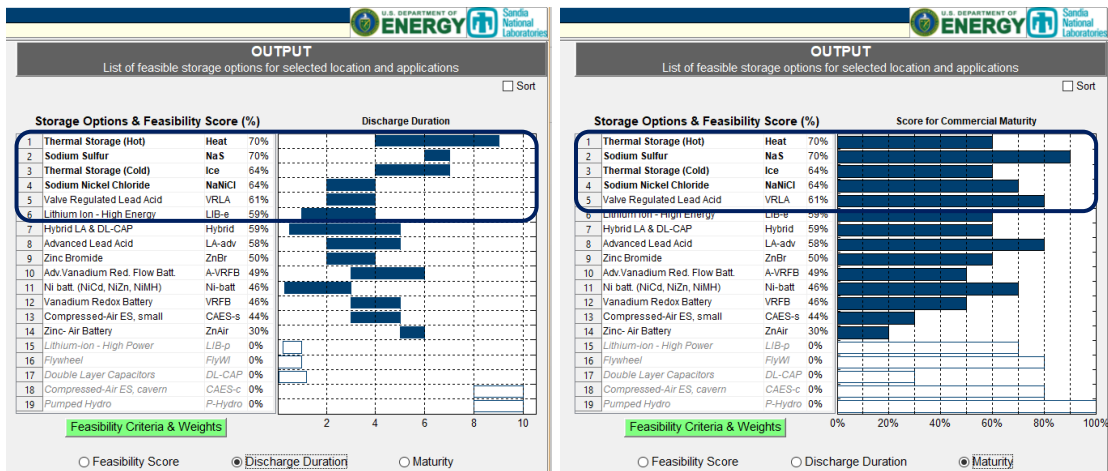 U.S. DEPARTMENT OF
ENERGY
Sandia
National
Laboratories
OUTPUT
List of feasible storage options for selected location and applications
Sort
Storage Options & Feasibility Score (%)
Discharge Duration
1 Thermal Storage (Hot) Heat 70%
2 Sodium Sulfur NaS 70%
3 Thermal Storage (Cold) Ice 64%
4 Sodium Nickel Chloride NaNiCl 64%
5 Valve Regulated Lead Acid VRLA 61%
6 Lithium Ion - High Energy LIB-e 59%
7 Hybrid LA & DL-CAP Hybrid 59%
8 Advanced Lead Acid LA-adv 58%
9 Zinc Bromide ZnBr 50%
10 Adv.Vanadium Red. Flow Batt. A-VRFB 49%
11 Ni batt. (NiCd, NiZn, NiMH) Ni-batt 46%
12 Vanadium Redox Battery VRFB 46%
13 Compressed-Air ES, small CAES-s 44%
14 Zinc- Air Battery ZnAir 30%
15 Lithium-ion - High Power LIB-p 0%
16 Flywheel FlyWl 0%
17 Double Layer Capacitors DL-CAP 0%
18 Compressed-Air ES, cavern CAES-c 0%
19 Pumped Hydro P-Hydro 0%
2 4 6 8 10
Feasibility Criteria & Weights
Feasibility Score Discharge Duration Maturity
U.S. DEPARTMENT OF
ENERGY
Sandia
National
Laboratories
OUTPUT
List of feasible storage options for selected location and applications
Sort
Storage Options & Feasibility Score (%)
Score for Commercial Maturity
1 Thermal Storage (Hot) Heat 70%
2 Sodium Sulfur NaS 70%
3 Thermal Storage (Cold) Ice 64%
4 Sodium Nickel Chloride NaNiCl 64%
5 Valve Regulated Lead Acid VRLA 61%
6 Lithium Ion - High Energy LIB-e 59%
7 Hybrid LA & DL-CAP Hybrid 59%
8 Advanced Lead Acid LA-adv 58%
9 Zinc Bromide ZnBr 50%
10 Adv.Vanadium Red. Flow Batt. A-VRFB 49%
11 Ni batt. (NiCd, NiZn, NiMH) Ni-batt 46%
12 Vanadium Redox Battery VRFB 46%
13 Compressed-Air ES, small CAES-s 44%
14 Zinc- Air Battery ZnAir 30%
15 Lithium-ion - High Power LIB-p 0%
16 Flywheel FlyWl 0%
17 Double Layer Capacitors DL-CAP 0%
18 Compressed-Air ES, cavern CAES-c 0%
19 Pumped Hydro P-Hydro 0%
0% 20% 40% 60% 80% 100%
Feasibility Criteria & Weights
Feasibility Score Discharge Duration Maturity